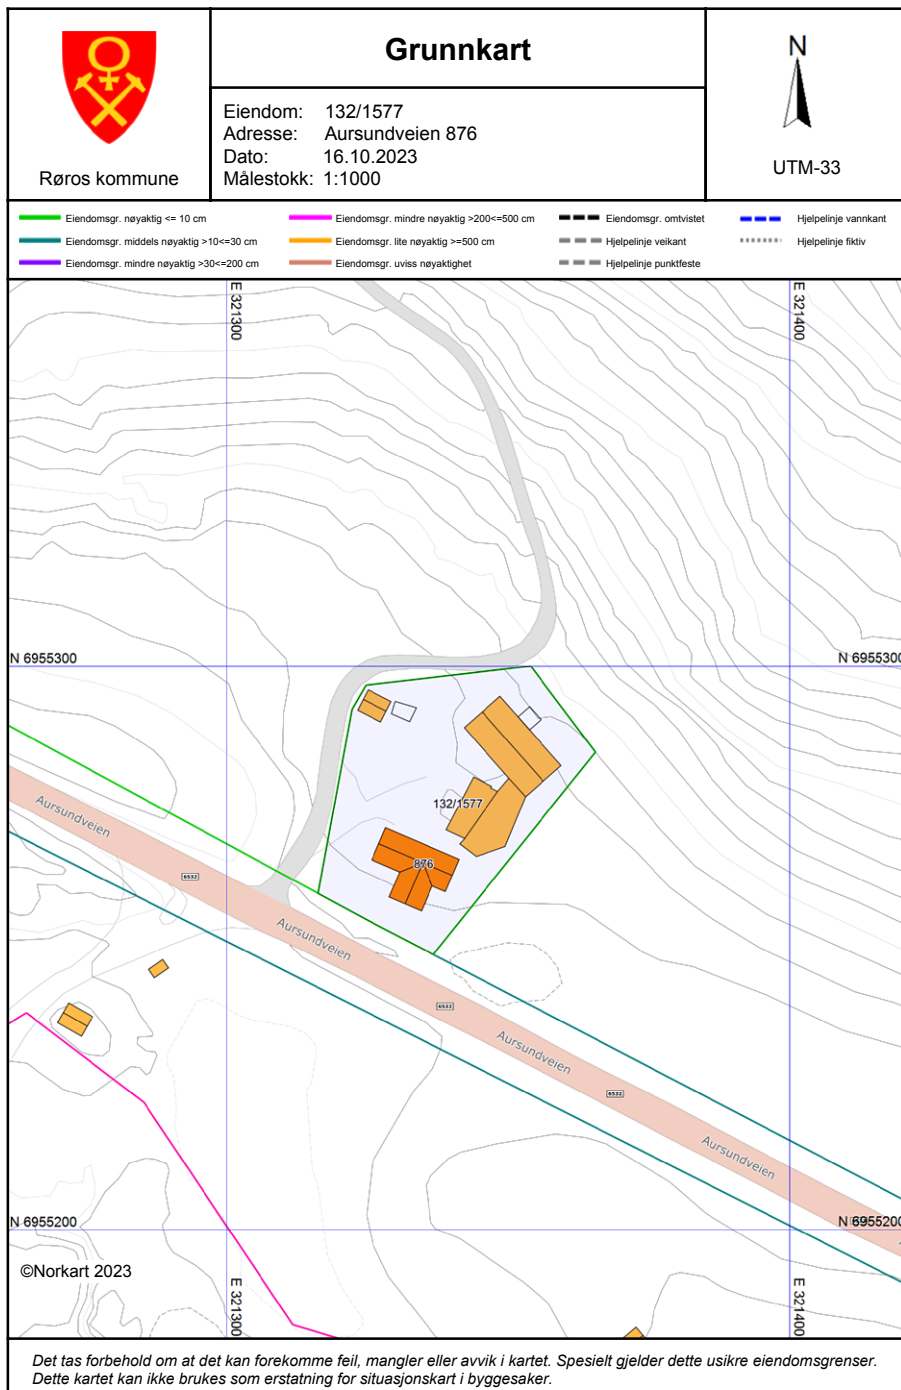 Grunnkart
Røros kommune
Eiendom: 132/1577
Adresse: Aursundveien 876
Dato: 16.10.2023
Målestokk: 1:1000
N
UTM-33
Eiendomsgr. nøyaktig <= 10 cm
Eiendomsgr. middels nøyaktig >10<=30 cm
Eiendomsgr. mindre nøyaktig >30<=200 cm
Eiendomsgr. mindre nøyaktig >200<=500 cm
Eiendomsgr. lite nøyaktig >=500 cm
Eiendomsgr. uviss nøyaktighet
Eiendomsgr. omtvistet
Hjelpelinje veikant
Hjelpelinje punktfeste
Hjelpelinje vannkant
Hjelpelinje fiktiv
E 321300
E 321400
N 6955300
N 6955300
Aursundveien
132/1577
876
6532
Aursundveien
6532
Aursundveien
6532
Aursundveien
N 6955200
N 6955200
©Norkart 2023
E 321300
E 321400
Det tas forbehold om at det kan forekomme feil, mangler eller avvik i kartet. Spesielt gjelder dette usikre eiendomsgrenser.
Dette kartet kan ikke brukes som erstatning for situasjonskart i byggesaker.